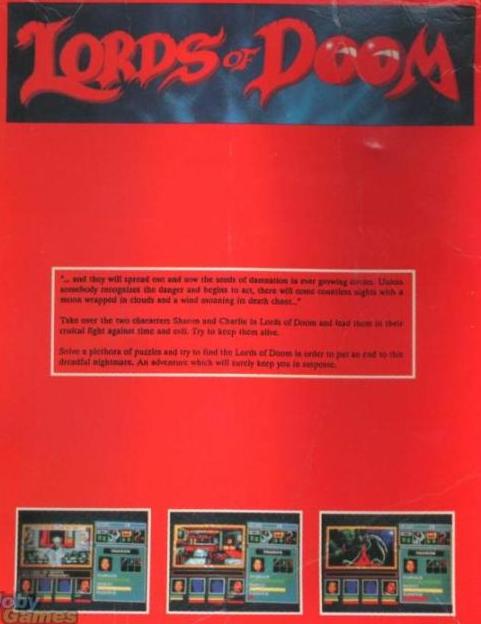 LORDS OF DOOM
"... and they will spread out and sow the seeds of damnation in ever growing circles. Unless
somebody recognizes the danger and begins to act, there will come countless nights with a
moon wrapped in clouds and a wind moaning its death chant..."
Take over the two characters Sharon and Charlie in Lords of Doom and lead them in their
crucial fight against time and evil. Try to keep them alive.
Solve a plethora of puzzles and try to find the Lords of Doom in order to put an end to this
dreadful nightmare. An adventure which will surely keep you in suspense.
oby
Games